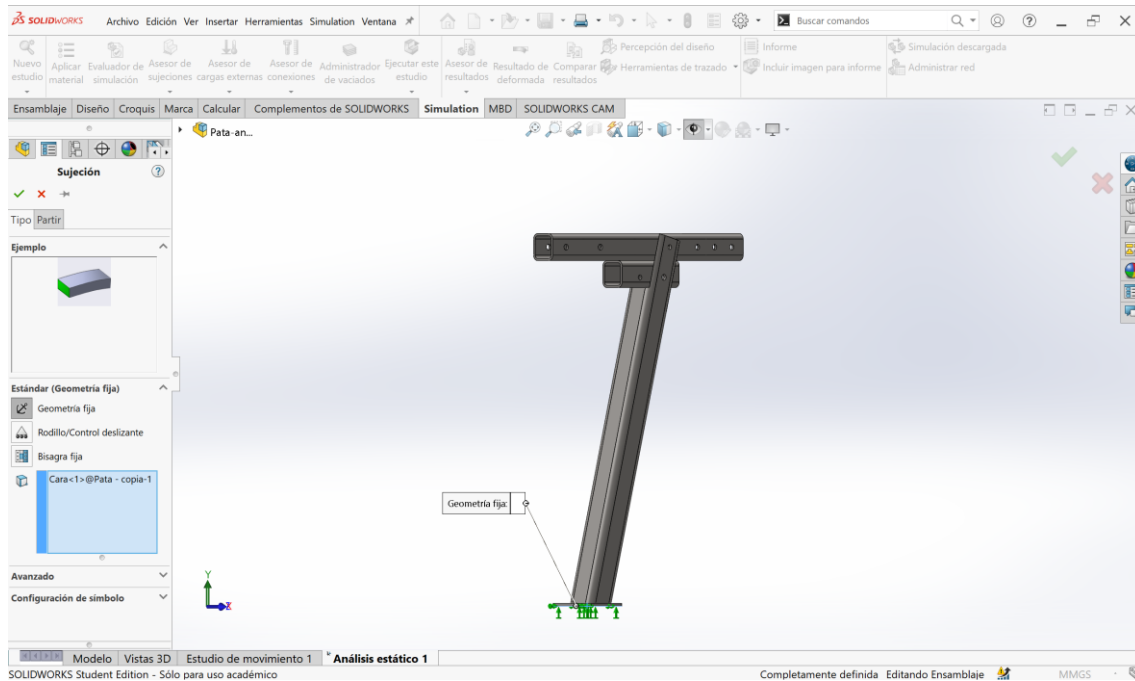 SOLIDWORKS Archivo Edición Ver Insertar Herramientas Simulation Ventana Buscar comandos
Nuevo estudio
Aplicar material
Evaluador de simulación
Asesor de sujeciones
Asesor de cargas externas
Asesor de conexiones
Administrador de vaciados
Ejecutar este estudio
Asesor de resultados
Resultado de deformada
Comparar resultados
Percepción del diseño
Herramientas de trazado
Informe
Incluir imagen para informe
Simulación descargada
Administrar red
Ensamblaje Diseño Croquis Marca Calcular Complementos de SOLIDWORKS Simulation MBD SOLIDWORKS CAM
Pata-an...
Sujeción
Tipo Partir
Ejemplo
Estándar (Geometría fija)
Geometría fija
Rodillo/Control deslizante
Bisagra fija
Cara<1>@Pata - copia-1
Avanzado
Configuración de símbolo
Geometría fija:
Y
Z
Modelo Vistas 3D Estudio de movimiento 1 Análisis estático 1
SOLIDWORKS Student Edition - Sólo para uso académico Completamente definida Editando Ensamblaje MMGS